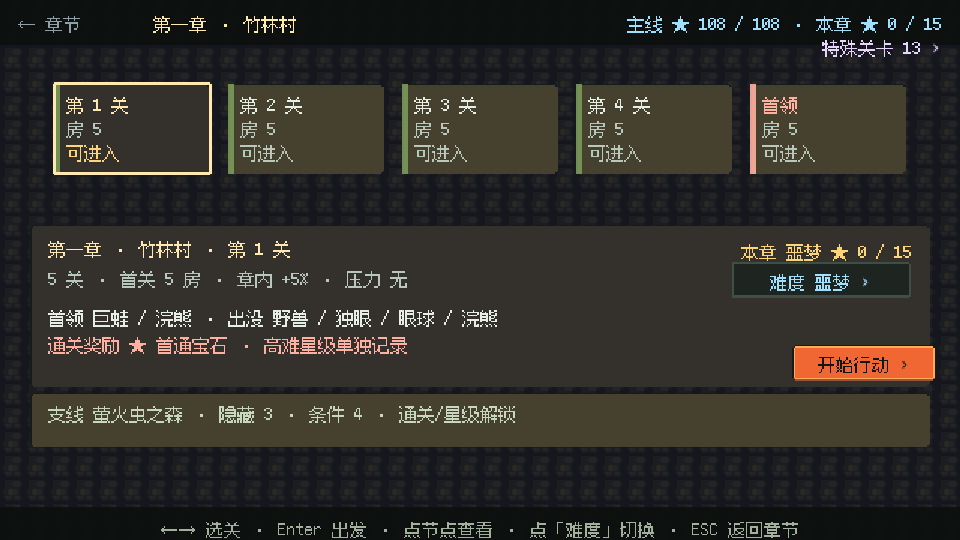 ← 章节
第一章 · 竹林村
主线 ★ 108 / 108 · 本章 ★ 0 / 15
特殊关卡 13 ›
第 1 关
房 5
可进入
第 2 关
房 5
可进入
第 3 关
房 5
可进入
第 4 关
房 5
可进入
首领
房 5
可进入
第一章 · 竹林村 · 第 1 关
本章 噩梦 ★ 0 / 15
5 关 · 首关 5 房 · 章内 +5% · 压力 无
难度 噩梦 ›
首领 巨蛙 / 浣熊 · 出没 野兽 / 独眼 / 眼球 / 浣熊
通关奖励 ★ 首通宝石 · 高难星级单独记录
开始行动 ›
支线 萤火虫之森 · 隐藏 3 · 条件 4 · 通关/星级解锁
←→ 选关 · Enter 出发 · 点节点查看 · 点「难度」切换 · ESC 返回章节